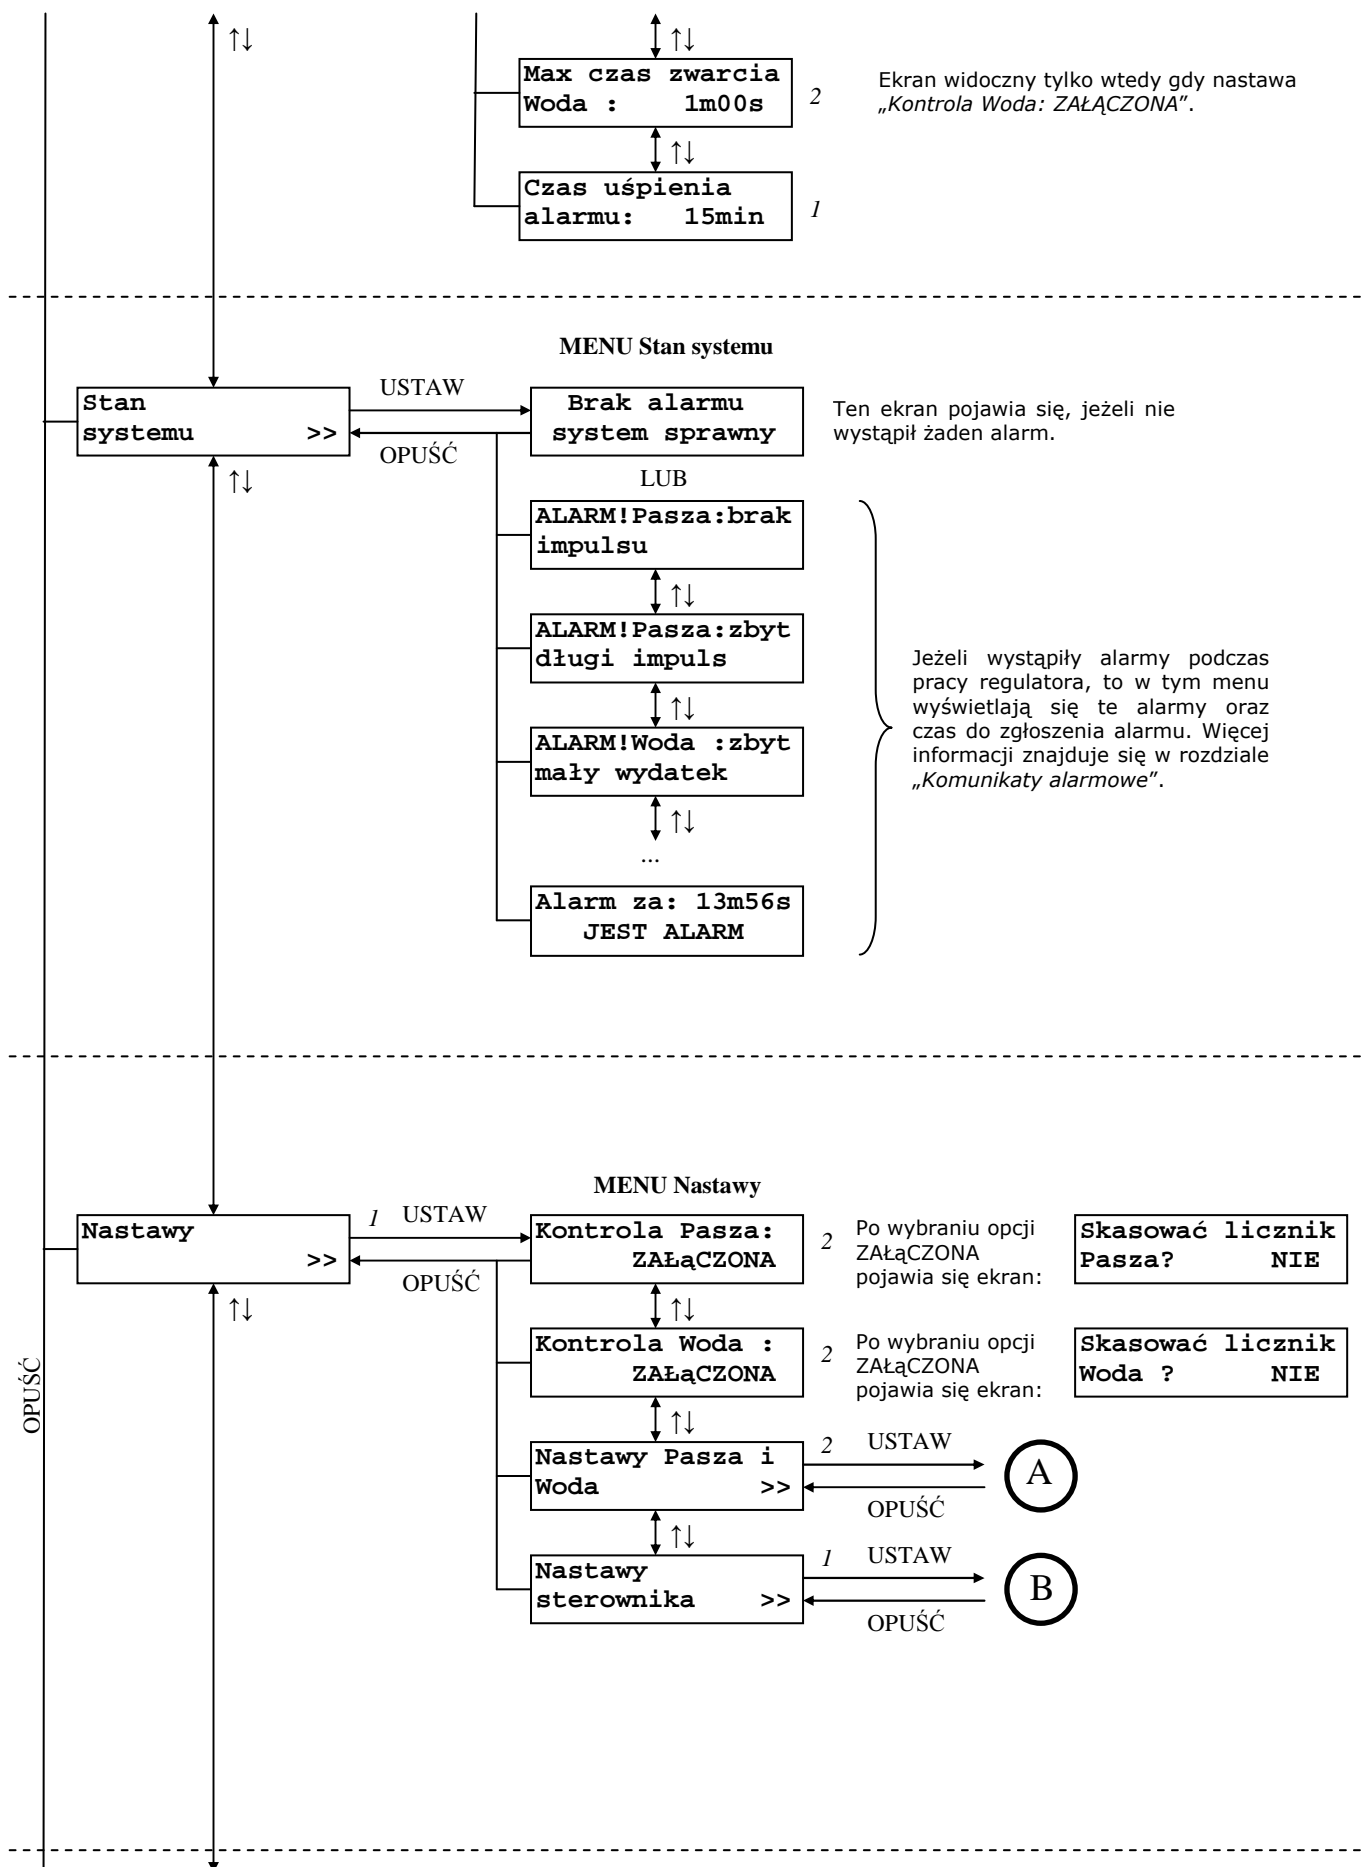 ↑↓
↑↓
Max czas zwarcia
Woda :    1m00s
2
Ekran widoczny tylko wtedy gdy nastawa
„Kontrola Woda: ZAŁĄCZONA”.
↑↓
Czas uśpienia
alarmu:   15min
1
MENU Stan systemu
Stan
systemu      >>
USTAW
OPUŚĆ
Brak alarmu
system sprawny
Ten ekran pojawia się, jeżeli nie
wystąpił żaden alarm.
↑↓
LUB
ALARM!Pasza:brak
impulsu
↑↓
ALARM!Pasza:zbyt
długi impuls
↑↓
ALARM!Woda :zbyt
mały wydatek
↑↓
...
Alarm za: 13m56s
JEST ALARM
Jeżeli wystąpiły alarmy podczas
pracy regulatora, to w tym menu
wyświetlają się te alarmy oraz
czas do zgłoszenia alarmu. Więcej
informacji znajduje się w rozdziale
„Komunikaty alarmowe”.
MENU Nastawy
Nastawy
>>
1 USTAW
OPUŚĆ
↑↓
Kontrola Pasza:
ZAŁąCZONA
2
Po wybraniu opcji
ZAŁąCZONA
pojawia się ekran:
Skasować licznik
Pasza?      NIE
↑↓
Kontrola Woda :
ZAŁąCZONA
2
Po wybraniu opcji
ZAŁąCZONA
pojawia się ekran:
Skasować licznik
Woda ?      NIE
↑↓
Nastawy Pasza i
Woda         >>
2 USTAW
OPUŚĆ
A
↑↓
Nastawy
sterownika   >>
1 USTAW
OPUŚĆ
B
OPUŚĆ